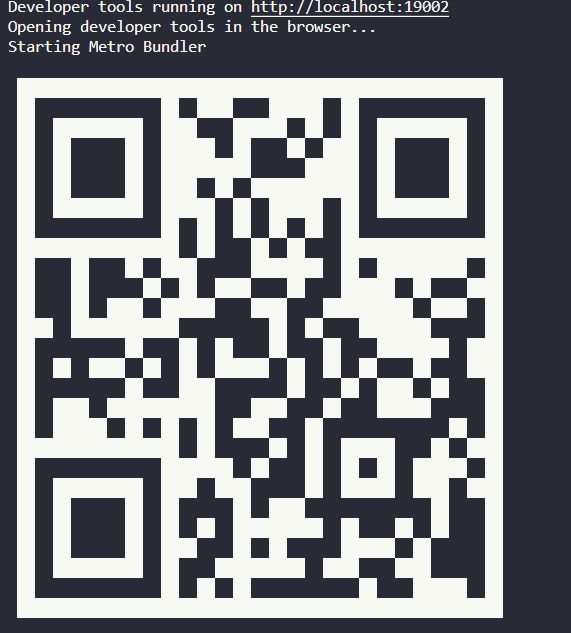 Developer tools running on http://localhost:19002
Opening developer tools in the browser...
Starting Metro Bundler